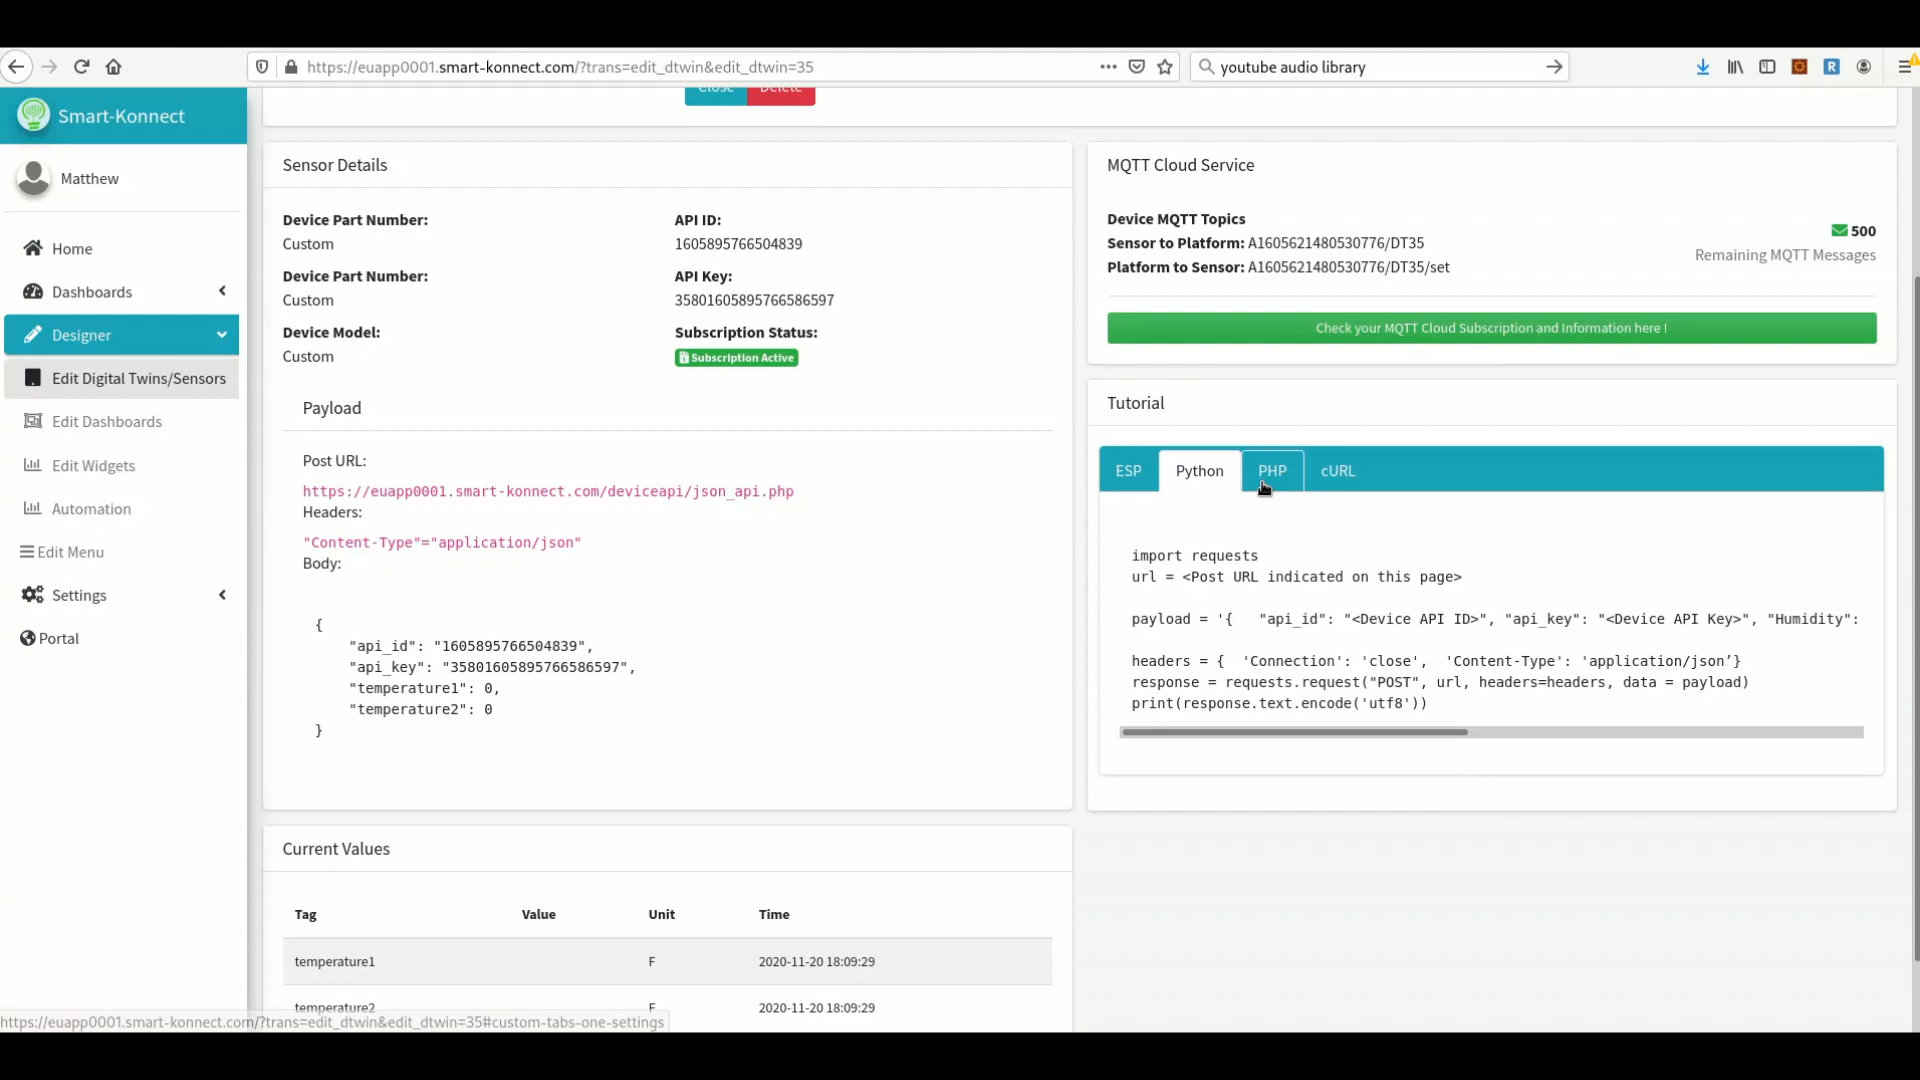 https://euapp0001.smart-konnect.com/?trans=edit_dtwin&edit_dtwin=35
youtube audio library
R
Smart-Konnect
Matthew
Home
Dashboards
Designer
Edit Digital Twins/Sensors
Edit Dashboards
Edit Widgets
Automation
Edit Menu
Settings
Portal
Close Delete
Sensor Details
Device Part Number:
Custom
API ID:
1605895766504839
Device Part Number:
Custom
API Key:
35801605895766586597
Device Model:
Custom
Subscription Status:
Subscription Active
Payload
Post URL:
https://euapp0001.smart-konnect.com/deviceapi/json_api.php
Headers:
"Content-Type"="application/json"
Body:
{
"api_id": "1605895766504839",
"api_key": "35801605895766586597",
"temperature1": 0,
"temperature2": 0
}
MQTT Cloud Service
Device MQTT Topics
Sensor to Platform: A1605621480530776/DT35
Platform to Sensor: A1605621480530776/DT35/set
500
Remaining MQTT Messages
Check your MQTT Cloud Subscription and Information here !
Tutorial
ESP Python PHP cURL
import requests
url = <Post URL indicated on this page>
payload = '{   "api_id": "<Device API ID>", "api_key": "<Device API Key>", "Humidity":
headers = {  'Connection': 'close',  'Content-Type': 'application/json’}
response = requests.request("POST", url, headers=headers, data = payload)
print(response.text.encode('utf8'))
Current Values
Tag Value Unit Time
temperature1 F 2020-11-20 18:09:29
temperature2 F 2020-11-20 18:09:29
https://euapp0001.smart-konnect.com/?trans=edit_dtwin&edit_dtwin=35#custom-tabs-one-settings